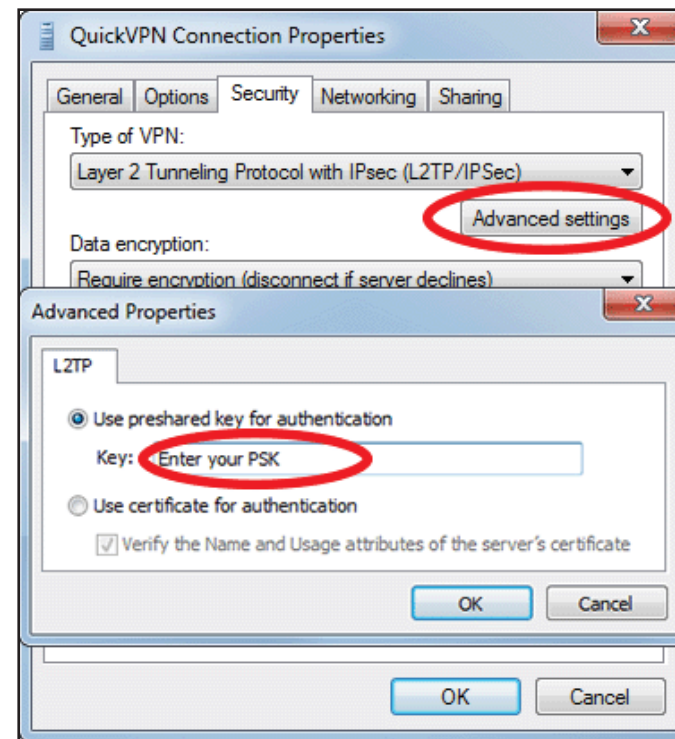 QuickVPN Connection Properties
General Options Security Networking Sharing
Type of VPN:
Layer 2 Tunneling Protocol with IPsec (L2TP/IPSec)
Advanced settings
Data encryption:
Require encryption (disconnect if server declines)
Advanced Properties
L2TP
Use preshared key for authentication
Key: Enter your PSK
Use certificate for authentication
Verify the Name and Usage attributes of the server's certificate
OK Cancel
OK Cancel